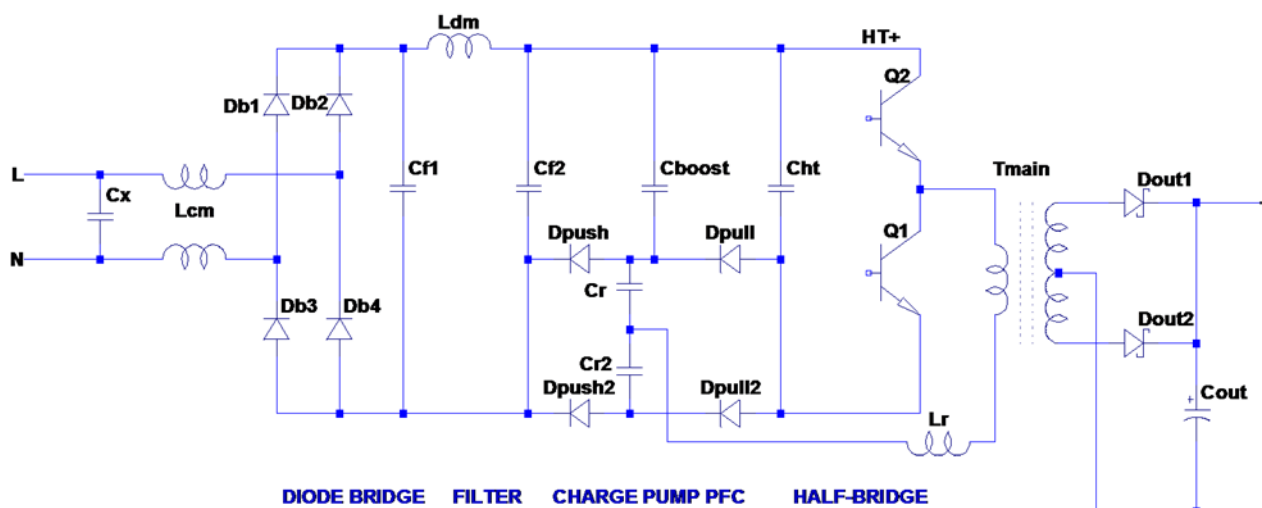 Ldm
HT+
Q2
Db1
Db2
L
Cx
Lcm
Cf1
Cf2
Cboost
Cht
Tmain
Dout1
N
Dpush
Dpull
Q1
Cr
Db3
Db4
Cr2
Dpush2
Dpull2
Dout2
Lr
+
Cout
DIODE BRIDGE FILTER CHARGE PUMP PFC HALF-BRIDGE